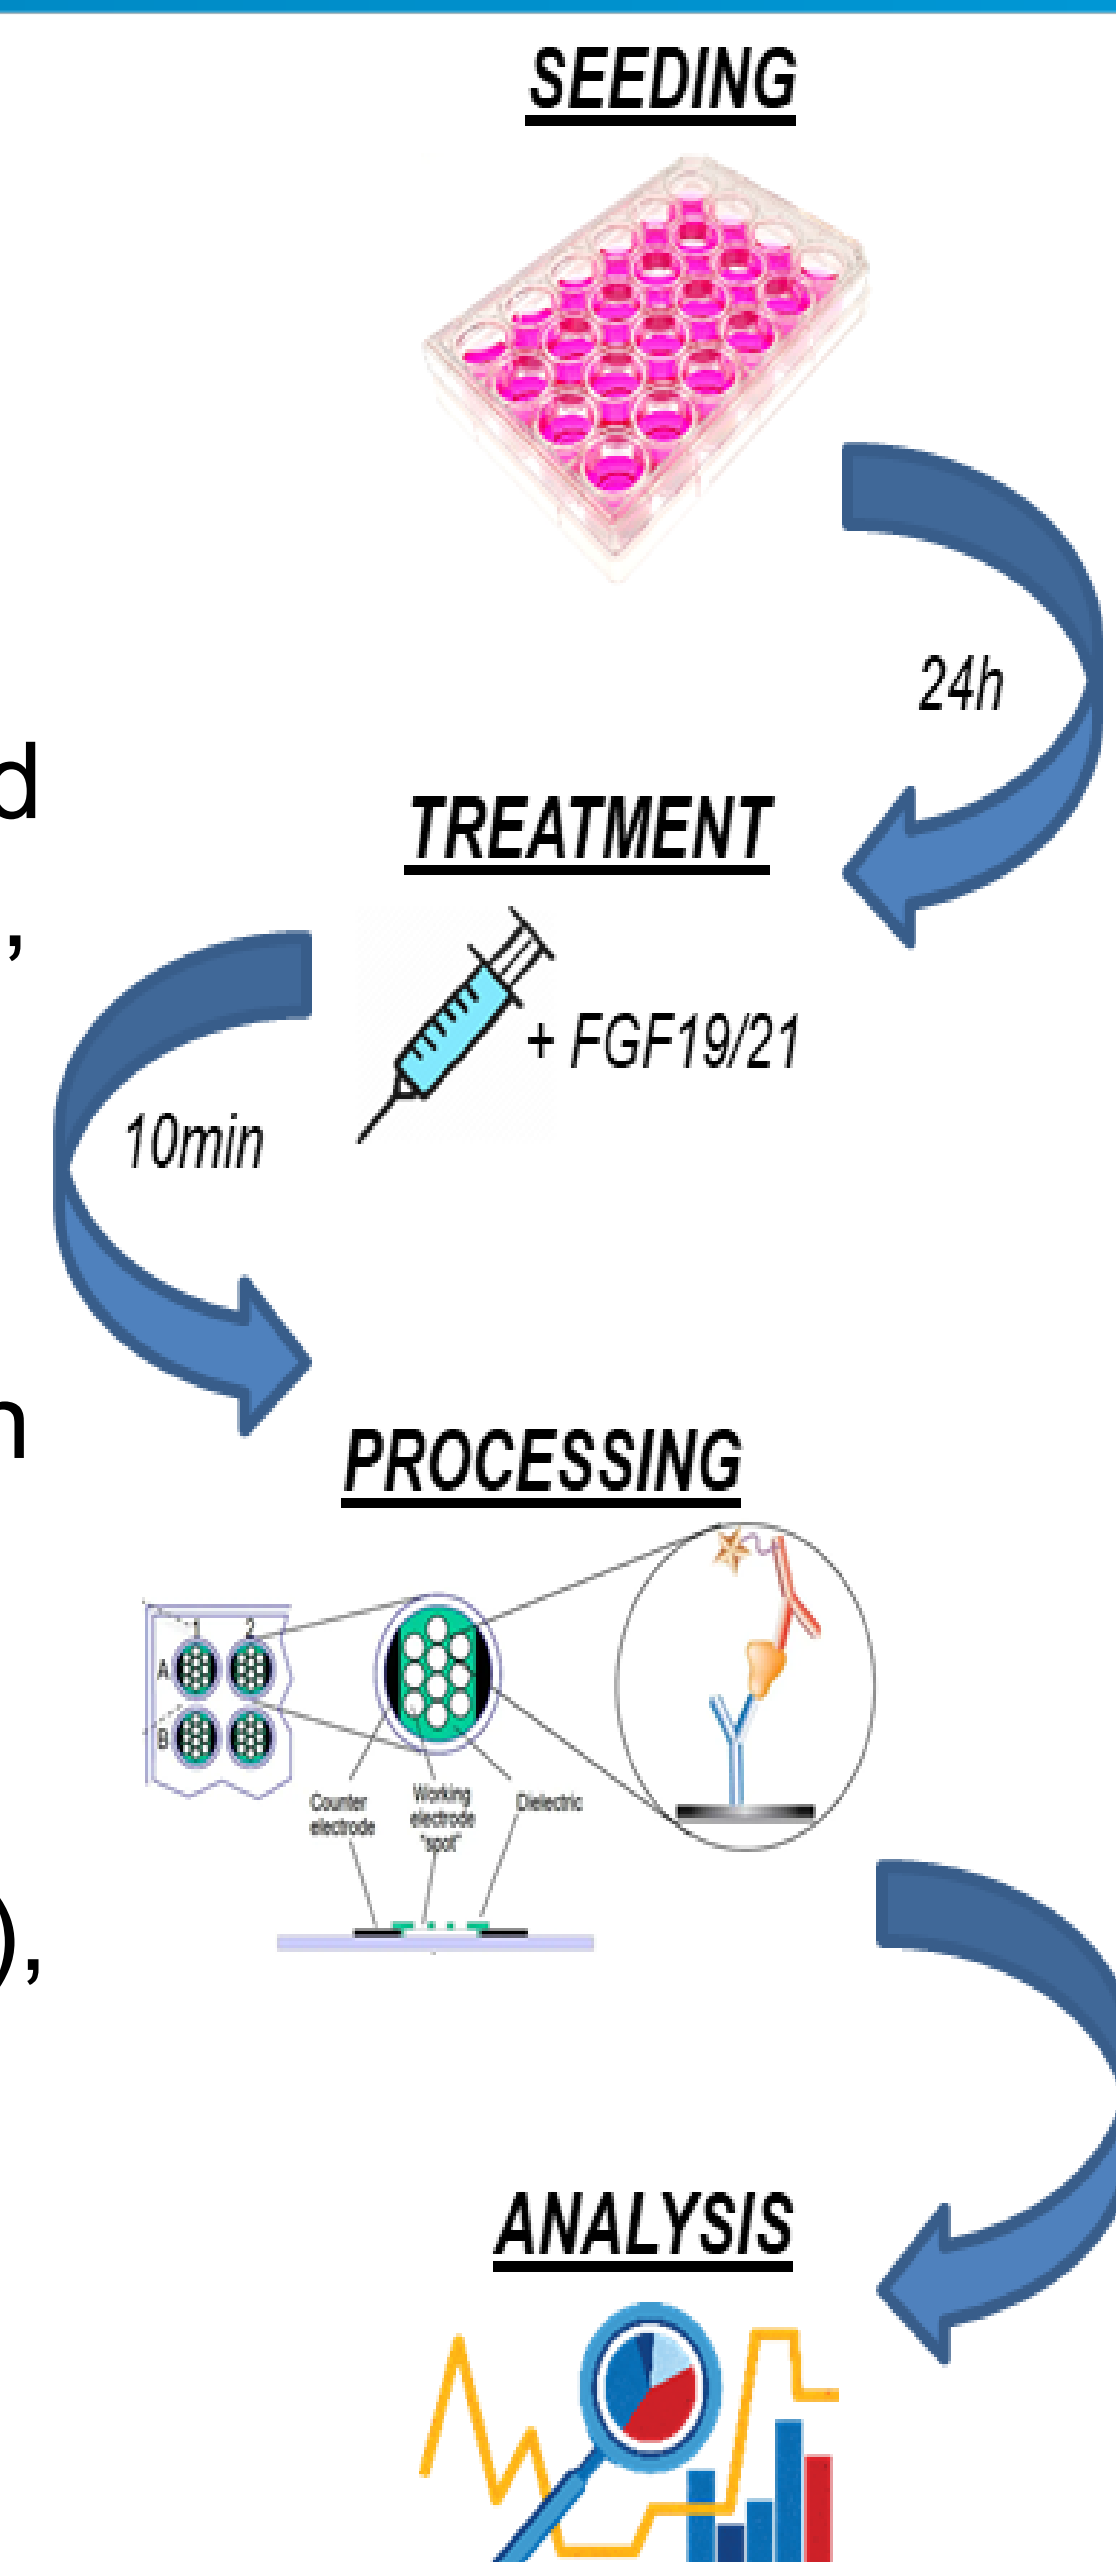 SEEDING
24h
d
TREATMENT
,
+ FGF19/21
10min
n
PROCESSING
1 2
A
B
Counter
electrode
Working
electrode
"spot"
Dielectric
),
ANALYSIS